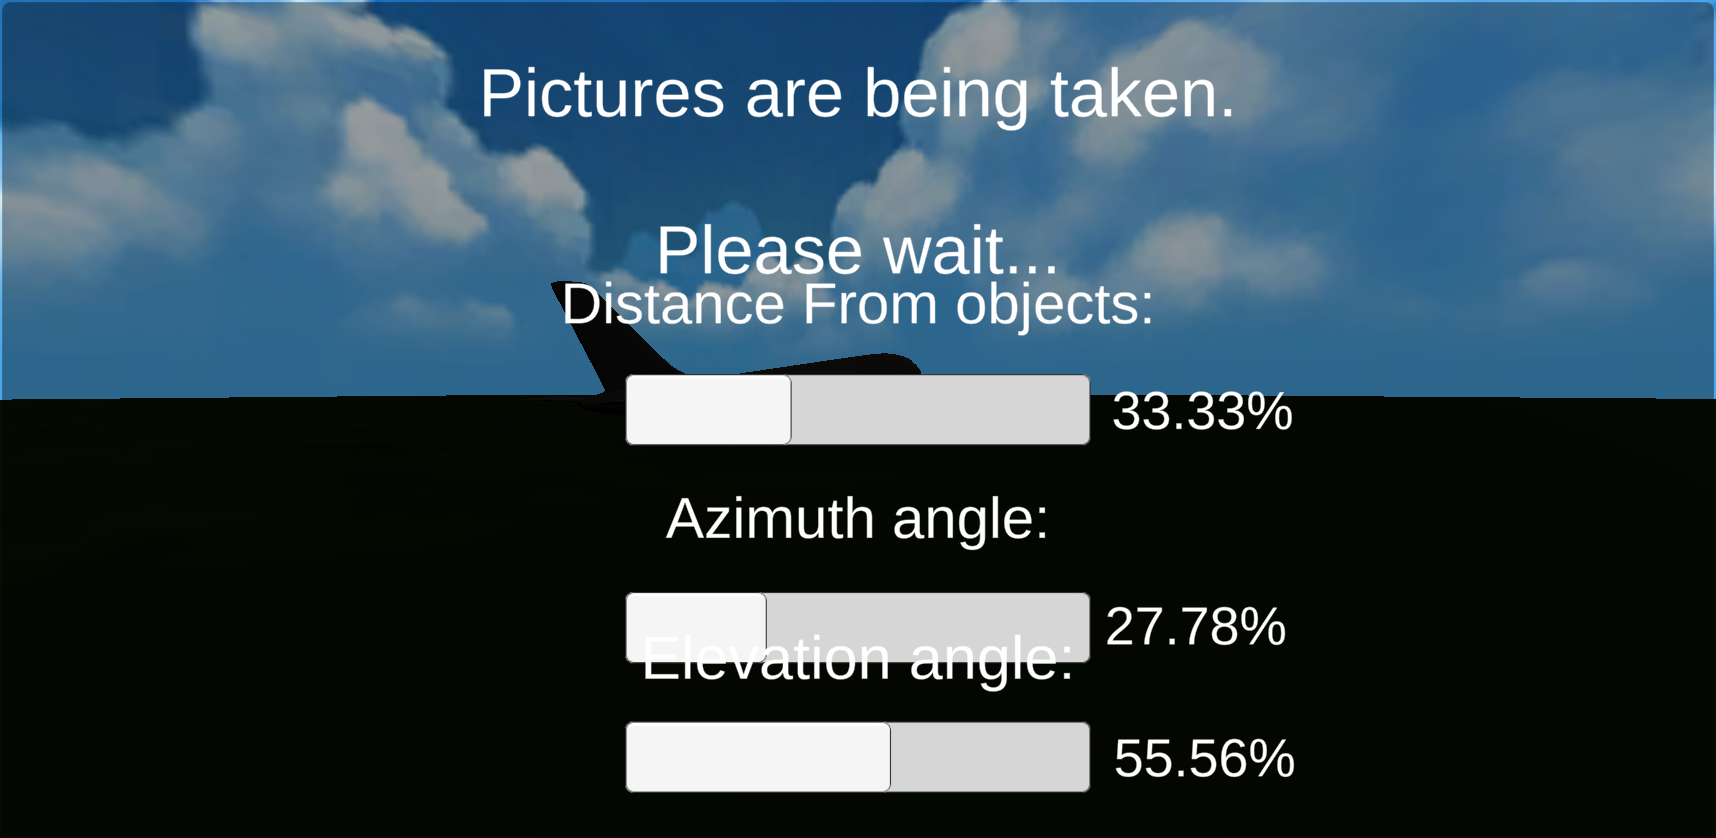 Pictures are being taken.
Please wait...
Distance From objects:
33.33%
Azimuth angle:
27.78%
Elevation angle:
55.56%